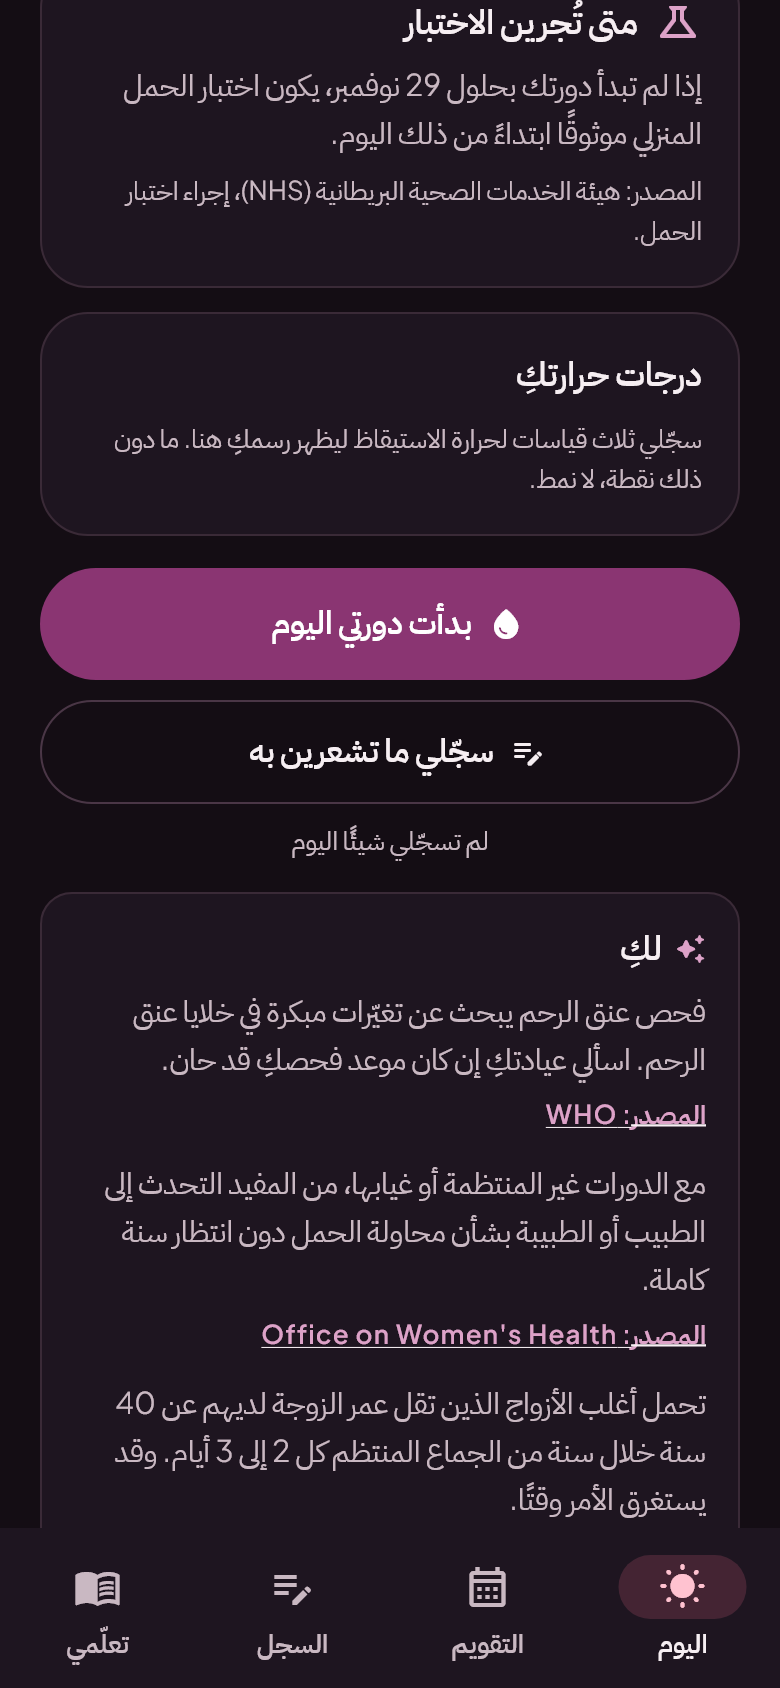 متى تُجرين الاختبار
إذا لم تبدأ دورتك بحلول 29 نوفمبر، يكون اختبار الحمل
المنزلي موثوقًا ابتداءً من ذلك اليوم.
المصدر: هيئة الخدمات الصحية البريطانية (NHS)، إجراء اختبار
الحمل.
درجات حرارتكِ
سجّلي ثلاث قياسات لحرارة الاستيقاظ ليظهر رسمكِ هنا. ما دون
ذلك نقطة، لا نمط.
بدأت دورتي اليوم
سجّلي ما تشعرين به
لم تسجّلي شيئًا اليوم
لكِ
فحص عنق الرحم يبحث عن تغيّرات مبكرة في خلايا عنق
الرحم. اسألي عيادتكِ إن كان موعد فحصكِ قد حان.
المصدر: WHO
مع الدورات غير المنتظمة أو غيابها، من المفيد التحدث إلى
الطبيب أو الطبيبة بشأن محاولة الحمل دون انتظار سنة
كاملة.
المصدر: Office on Women's Health
تحمل أغلب الأزواج الذين تقل عمر الزوجة لديهم عن 40
سنة خلال سنة من الجماع المنتظم كل 2 إلى 3 أيام. وقد
يستغرق الأمر وقتًا.
اليوم
التقويم
السجل
تعلّمي